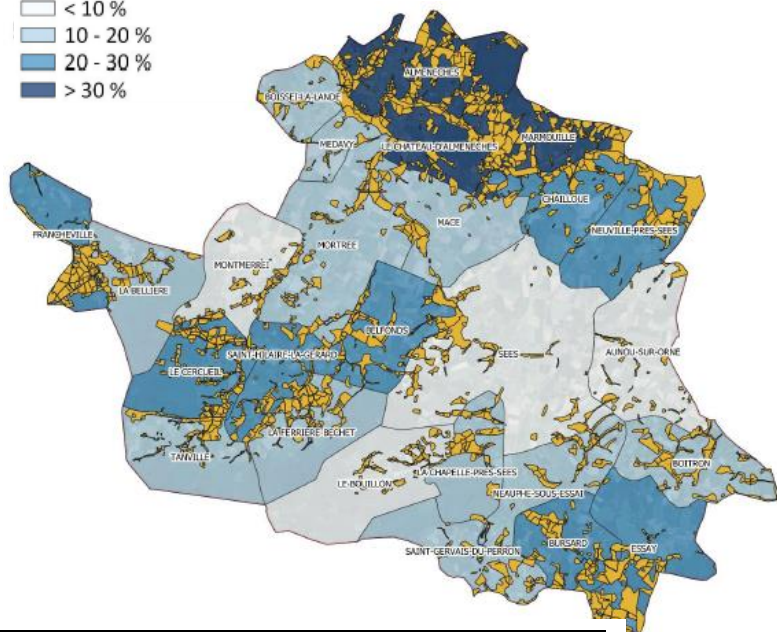 < 10 %
10 - 20 %
20 - 30 %
> 30 %
ALMENECHES
BOISSEI-LA-LANDE
MARMOUILLE
MEDAVY
LE CHATEAU-D'ALMENECHES
CHAILLOUE
MACE
NEUVILLE-PRES-SEES
FRANCHEVILLE
MORTREE
MONTMERREI
LA BELLIERE
BELFONDS
SAINT-HILAIRE-LA-GERARD
SEES
AUNOU-SUR-ORNE
LE CERCUEIL
LA FERRIERE-BECHET
TANVILLE
BOITRON
LA CHAPELLE-PRES-SEES
LE-BOUILLON
NEAUPHE-SOUS-ESSAI
BURSARD
ESSAY
SAINT-GERVAIS-DU-PERRON